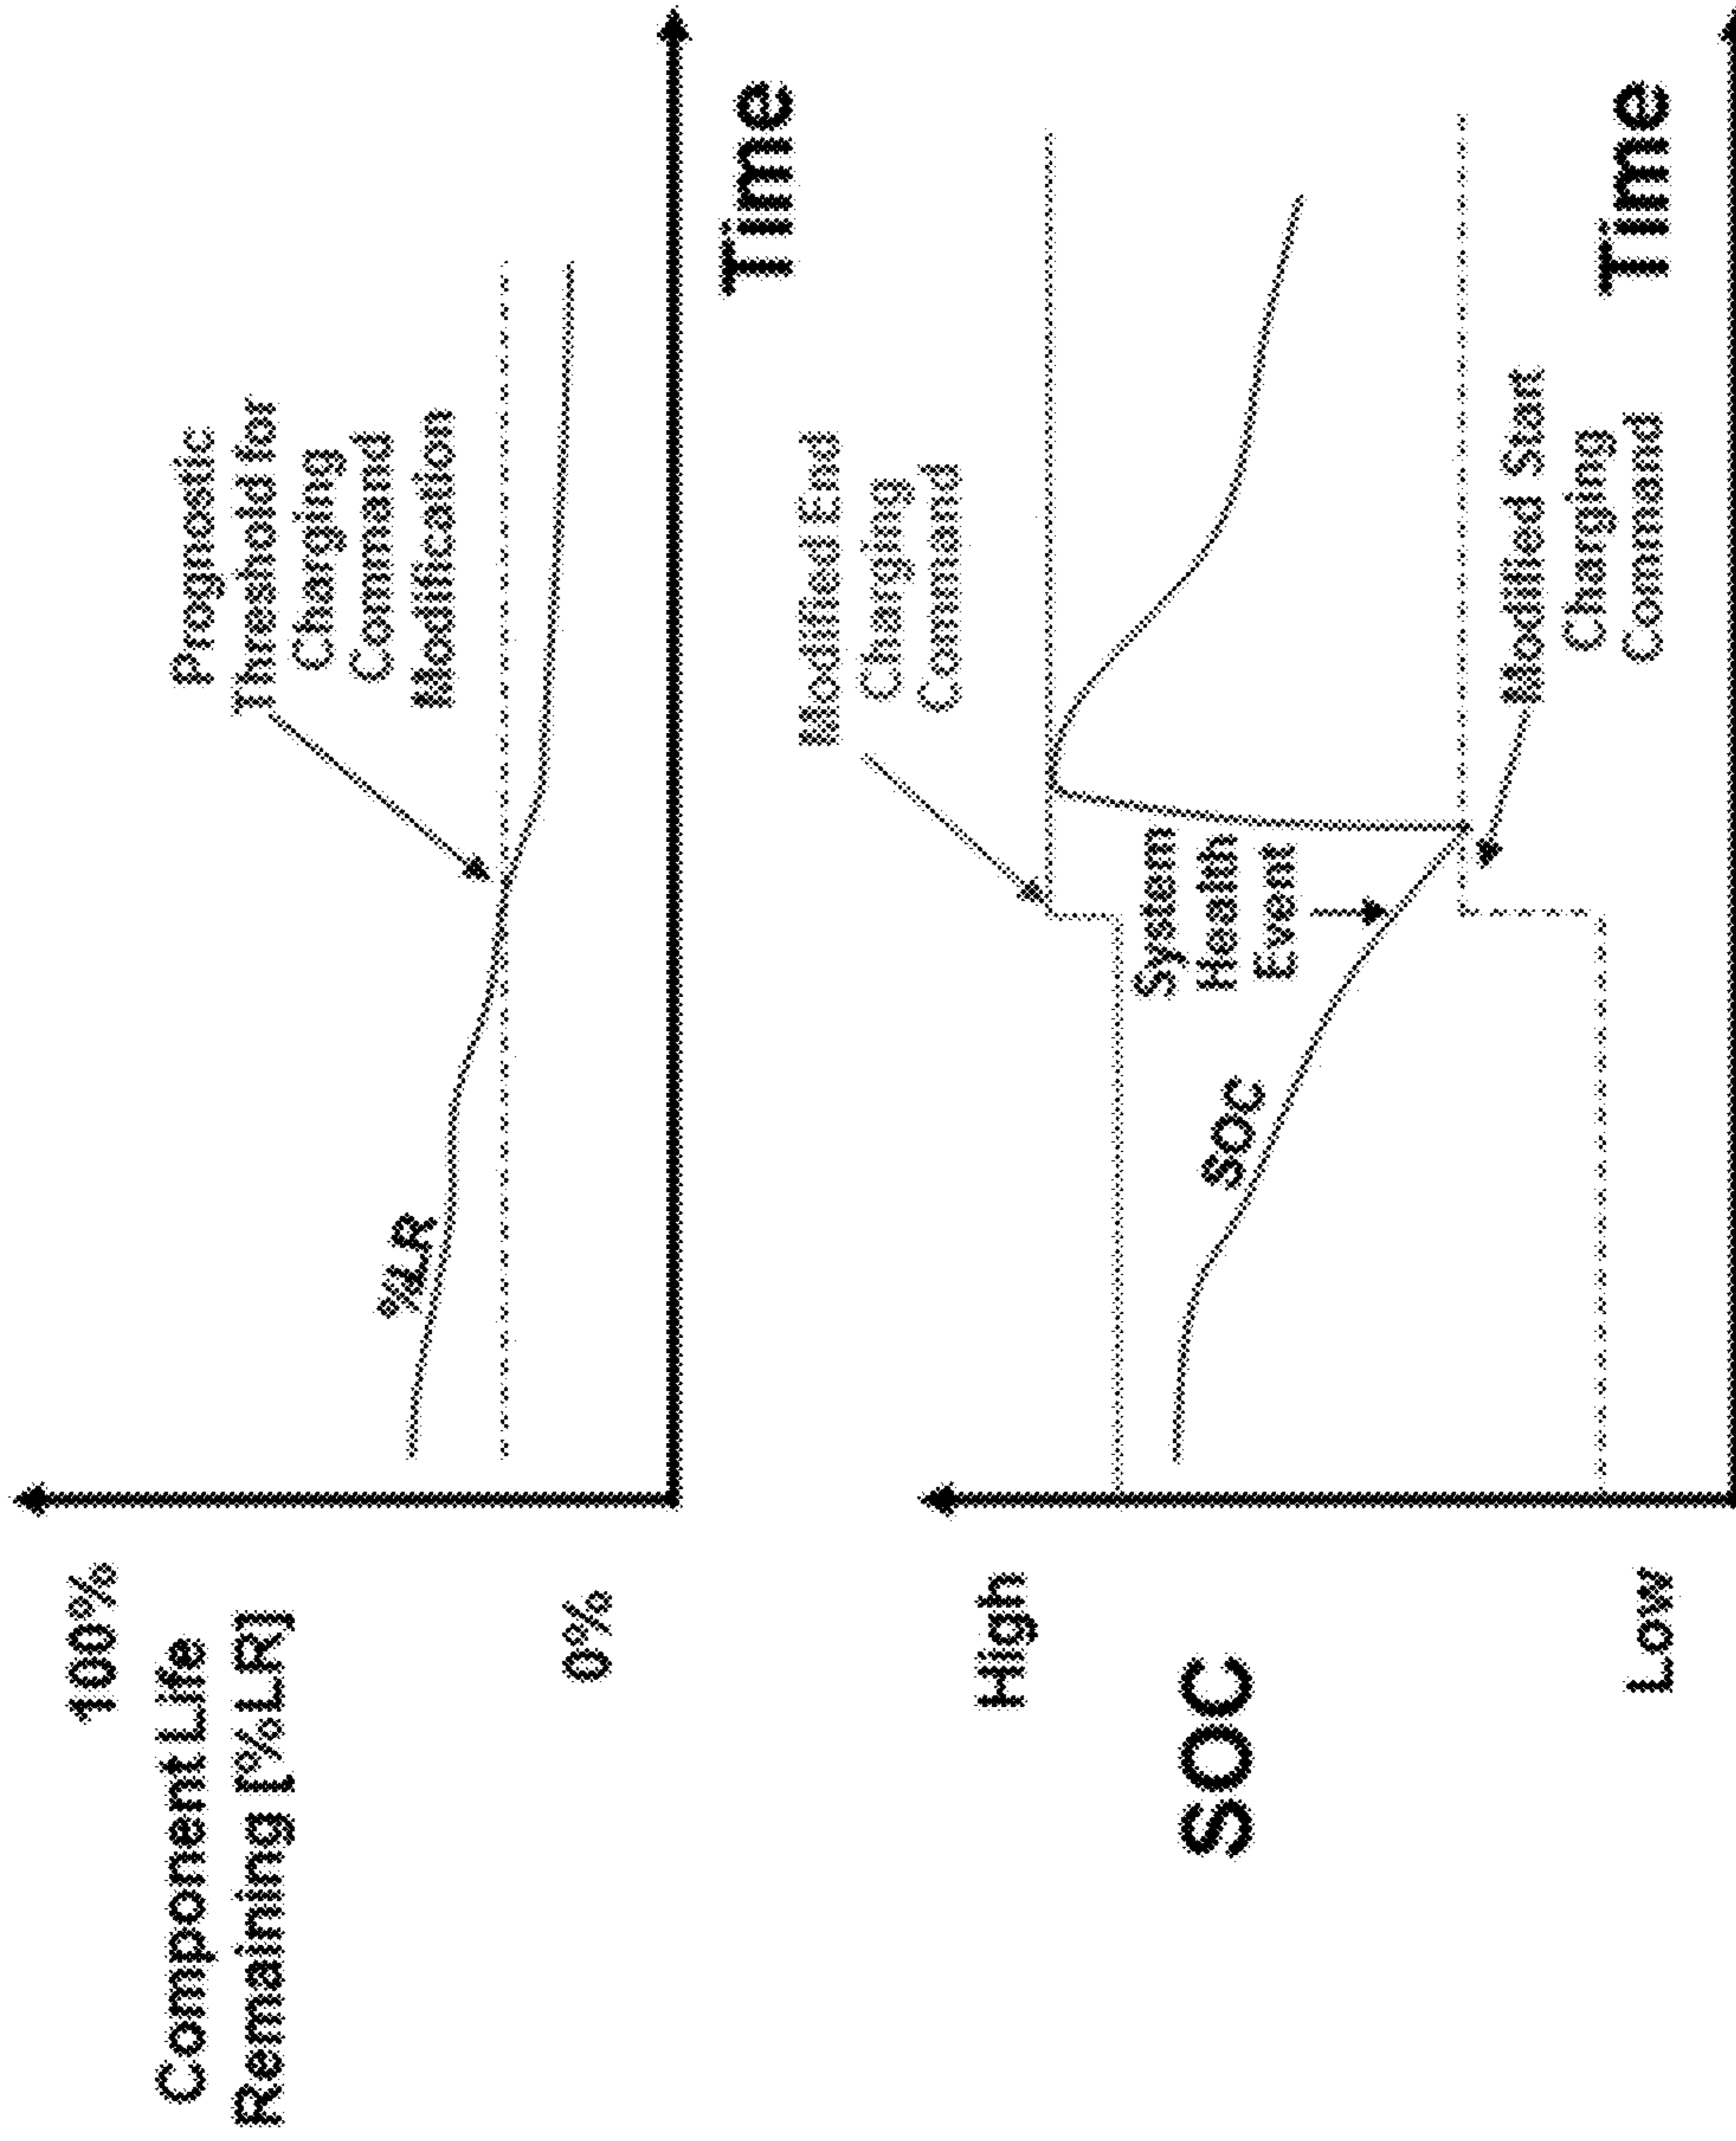 100%
Component Life
Remaining [%LR]
0%
%LR
Prognostic
Threshold for
Charging
Command
Modification
Time
High
SOC
Low
SOC
System
Health
Event
Modified End
Charging
Command
Modified Start
Charging
Command
Time